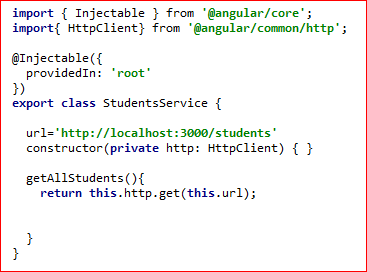 import { Injectable } from '@angular/core';
import{ HttpClient} from '@angular/common/http';
@Injectable({
  providedIn: 'root'
})
export class StudentsService {
  url='http://localhost:3000/students'
  constructor(private http: HttpClient) { }
  getAllStudents(){
    return this.http.get(this.url);
  }
}